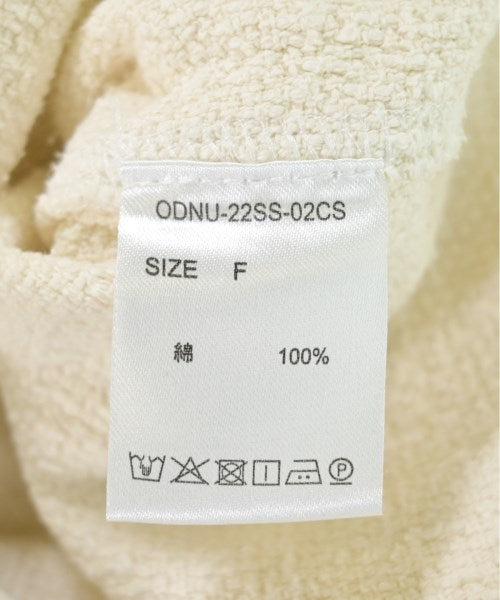 ODNU-22SS-02CS
SIZE F
綿 100%
P